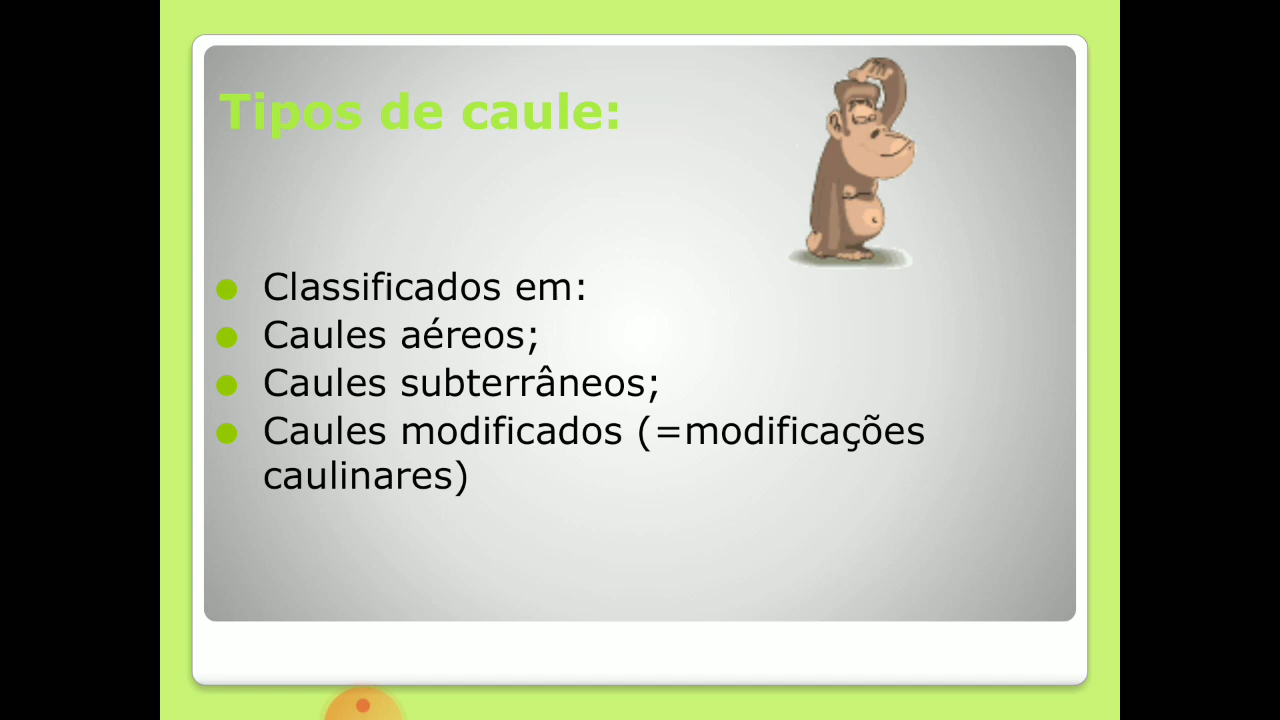 Tipos de caule:
Classificados em:
Caules aéreos;
Caules subterrâneos;
Caules modificados (=modificações
caulinares)